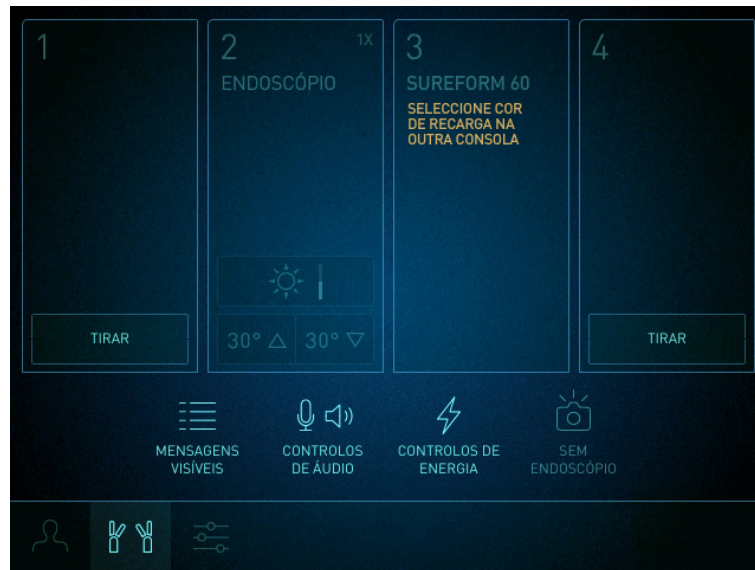 1
2
1X
ENDOSCÓPIO
3
SUREFORM 60
SELECCIONE COR
DE RECARGA NA
OUTRA CONSOLA
4
TIRAR
30° △ 30° ▽
TIRAR
MENSAGENS
VISÍVEIS
CONTROLOS
DE ÁUDIO
CONTROLOS DE
ENERGIA
SEM
ENDOSCÓPIO